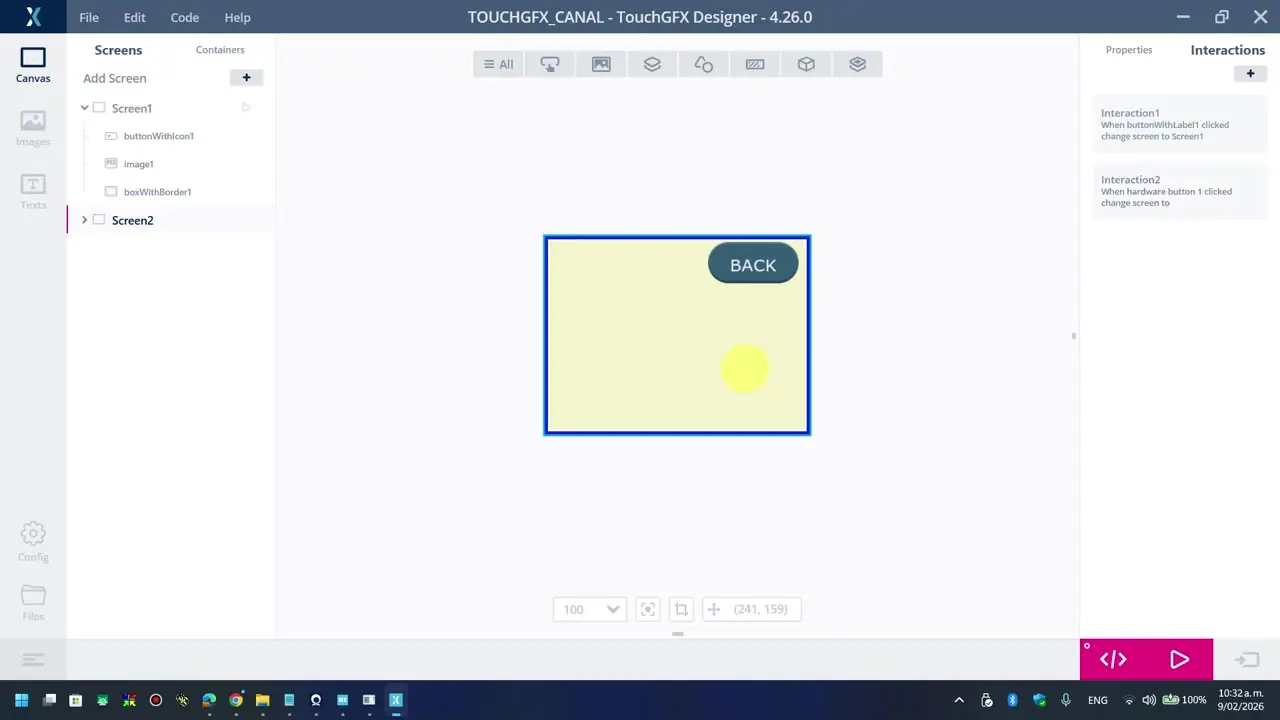 File Edit Code Help
TOUCHGFX_CANAL - TouchGFX Designer - 4.26.0
Canvas
Images
Texts
Config
Files
Screens Containers
Add Screen +
Screen1
buttonWithIcon1
image1
boxWithBorder1
Screen2
All
BACK
100
(241, 159)
Properties Interactions
+
Interaction1
When buttonWithLabel1 clicked
change screen to Screen1
Interaction2
When hardware button 1 clicked
change screen to
ENG
100%
10:32 a. m.
9/02/2026